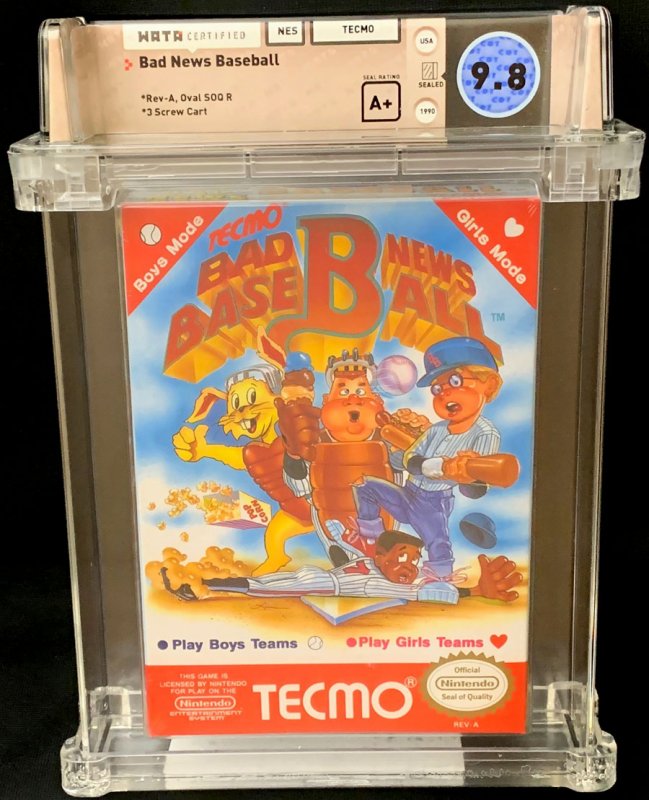 WATA CERTIFIED NES TECMO
Bad News Baseball
*Rev-A, Oval SOQ R
*3 Screw Cart
SEAL RATING
A+
USA
SEALED
1990
9.8
Boys Mode
Girls Mode
TECMO
BAD NEWS
BASEBALL TM
POP
CORN
Play Boys Teams
Play Girls Teams
THIS GAME IS
LICENSED BY NINTENDO
FOR PLAY ON THE
Nintendo
ENTERTAINMENT
SYSTEM
TECMO®
Official
Nintendo
Seal of Quality
REV. A